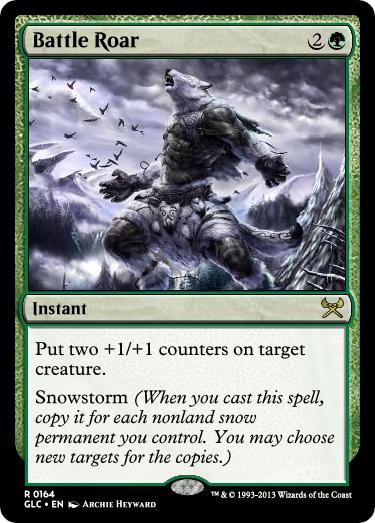 Battle Roar 2
Instant
Put two +1/+1 counters on target
creature.
Snowstorm (When you cast this spell,
copy it for each nonland snow
permanent you control. You may choose
new targets for the copies.)
R 0164
GLC • EN Archie Heyward
™ & © 1993-2013 Wizards of the Coast